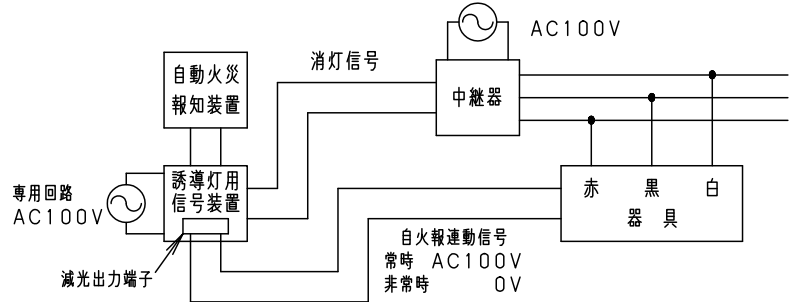 AC100V
消灯信号
自動火災
報知装置
中継器
誘導灯用
信号装置
専用回路
AC100V
赤 黒 白
器 具
自火報連動信号
常時 AC100V
非常時 0V
減光出力端子